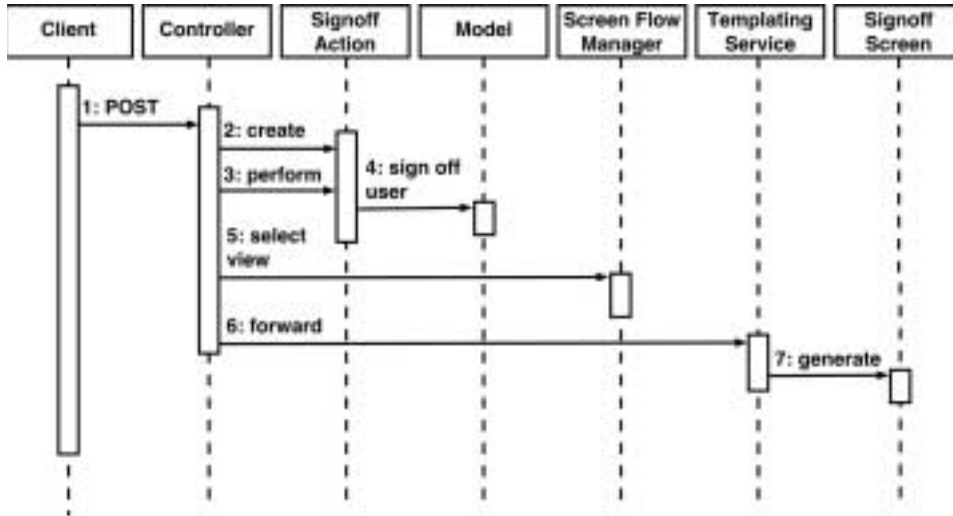 Client
Controller
Signoff
Action
Model
Screen Flow
Manager
Templating
Service
Signoff
Screen
1: POST
2: create
3: perform
4: sign off
user
5: select
view
6: forward
7: generate